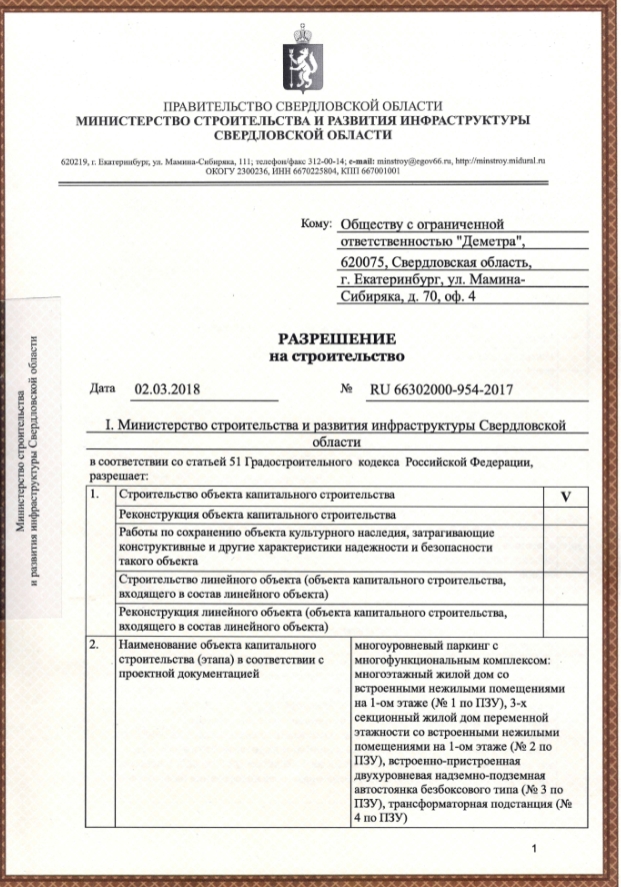 ПРАВИТЕЛЬСТВО СВЕРДЛОВСКОЙ ОБЛАСТИ
МИНИСТЕРСТВО СТРОИТЕЛЬСТВА И РАЗВИТИЯ ИНФРАСТРУКТУРЫ
СВЕРДЛОВСКОЙ ОБЛАСТИ
620219, г. Екатеринбург, ул. Мамина-Сибиряка, 111; телефон/факс 312-00-14; e-mail: minstroy@egov66.ru, http://minstroy.midural.ru
ОКОГУ 2300236, ИНН 6670225804, КПП 667001001
Кому: Обществу с ограниченной
ответственностью "Деметра",
620075, Свердловская область,
г. Екатеринбург, ул. Мамина-
Сибиряка, д. 70, оф. 4
РАЗРЕШЕНИЕ
на строительство
Дата 02.03.2018 № RU 66302000-954-2017
I. Министерство строительства и развития инфраструктуры Свердловской
области
в соответствии со статьей 51 Градостроительного кодекса Российской Федерации,
разрешает:
1. Строительство объекта капитального строительства V
Реконструкция объекта капитального строительства
Работы по сохранению объекта культурного наследия, затрагивающие
конструктивные и другие характеристики надежности и безопасности
такого объекта
Строительство линейного объекта (объекта капитального строительства,
входящего в состав линейного объекта)
Реконструкция линейного объекта (объекта капитального строительства,
входящего в состав линейного объекта)
2. Наименование объекта капитального
строительства (этапа) в соответствии с
проектной документацией
многоуровневый паркинг с
многофункциональным комплексом:
многоэтажный жилой дом со
встроенными нежилыми помещениями
на 1-ом этаже (№ 1 по ПЗУ), 3-х
секционный жилой дом переменной
этажности со встроенными нежилыми
помещениями на 1-ом этаже (№ 2 по
ПЗУ), встроенно-пристроенная
двухуровневая надземно-подземная
автостоянка безбоксового типа (№ 3 по
ПЗУ), трансформаторная подстанция (№
4 по ПЗУ)
Министерство строительства
и развития инфраструктуры Свердловской области
1